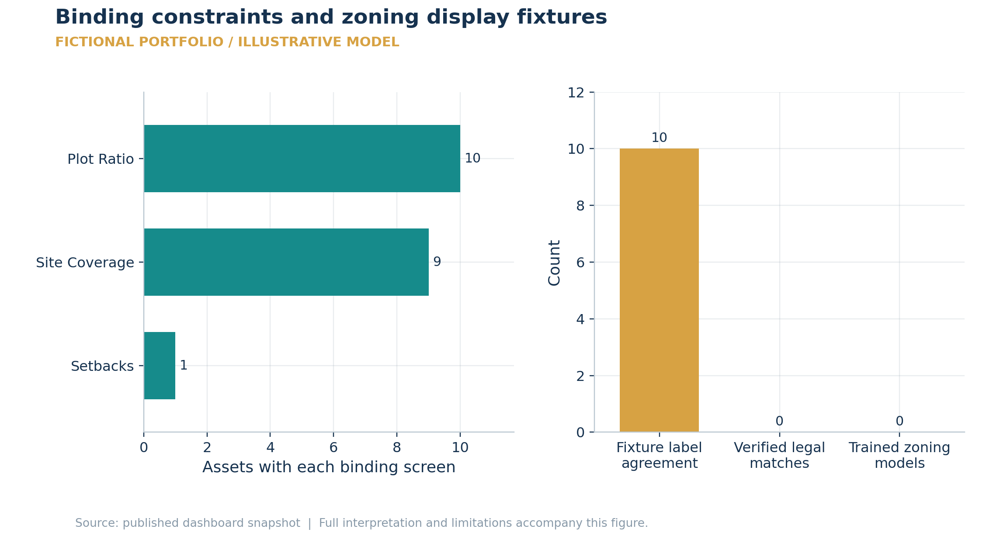 Binding constraints and zoning display fixtures
FICTIONAL PORTFOLIO / ILLUSTRATIVE MODEL
Plot Ratio
10
Site Coverage
9
Setbacks
1
0 2 4 6 8 10
Assets with each binding screen
Count
12
10
8
6
4
2
0
10
0
0
Fixture label
agreement
Verified legal
matches
Trained zoning
models
Source: published dashboard snapshot | Full interpretation and limitations accompany this figure.